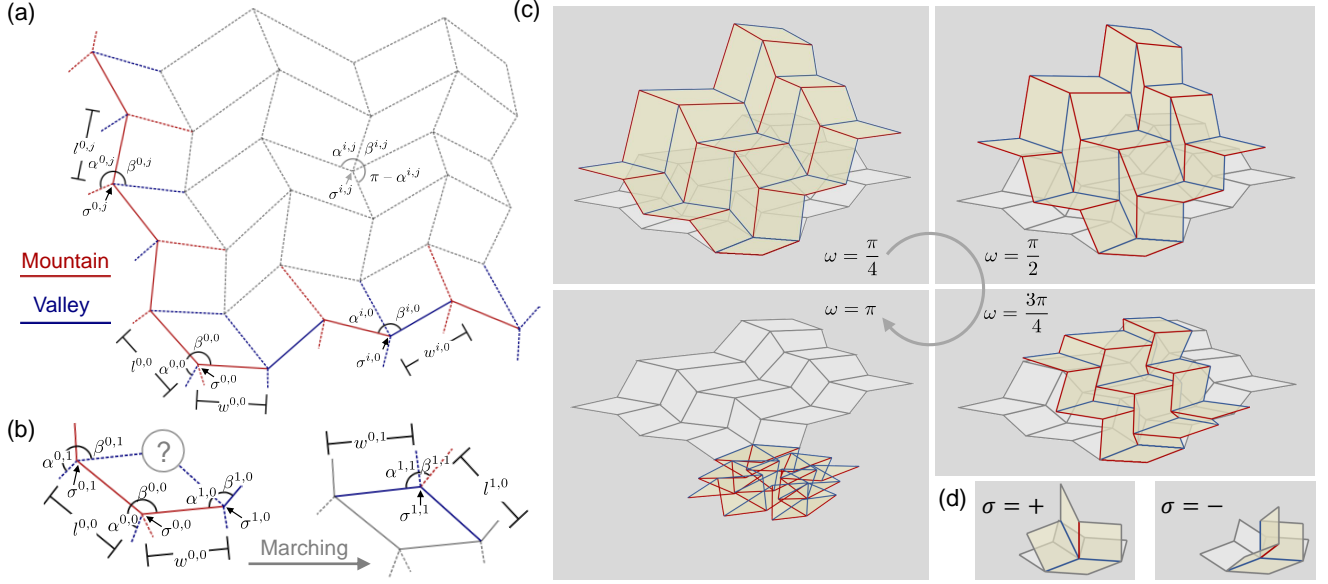 (a)
l^{0,j}
α^{0,j}
β^{0,j}
σ^{0,j}
α^{i,j}
β^{i,j}
π − α^{i,j}
σ^{i,j}
Mountain
Valley
l^{0,0}
α^{0,0}
β^{0,0}
σ^{0,0}
w^{0,0}
α^{i,0}
β^{i,0}
σ^{i,0}
w^{i,0}
(b)
α^{0,1}
β^{0,1}
?
σ^{0,1}
l^{0,0}
α^{0,0}
β^{0,0}
σ^{0,0}
α^{1,0}
β^{1,0}
σ^{1,0}
w^{0,0}
Marching
w^{0,1}
α^{1,1}
β^{1,1}
σ^{1,1}
l^{1,0}
(c)
ω = π/4
ω = π/2
ω = π
ω = 3π/4
(d)
σ = +
σ = −